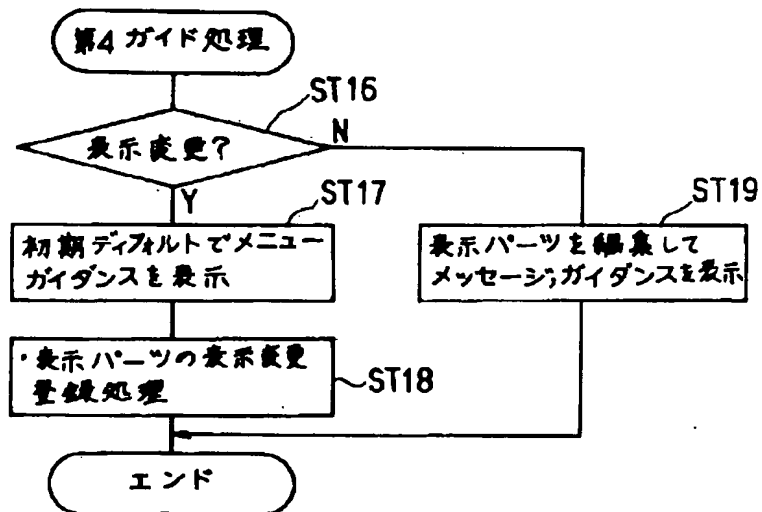 第4ガイド処理
ST16
表示変更?
N
Y
ST17
初期ディフォルトでメニュー
ガイダンスを表示
ST19
表示パーツを編集して
メッセージ,ガイダンスを表示
・表示パーツの表示変更
登録処理
ST18
エンド